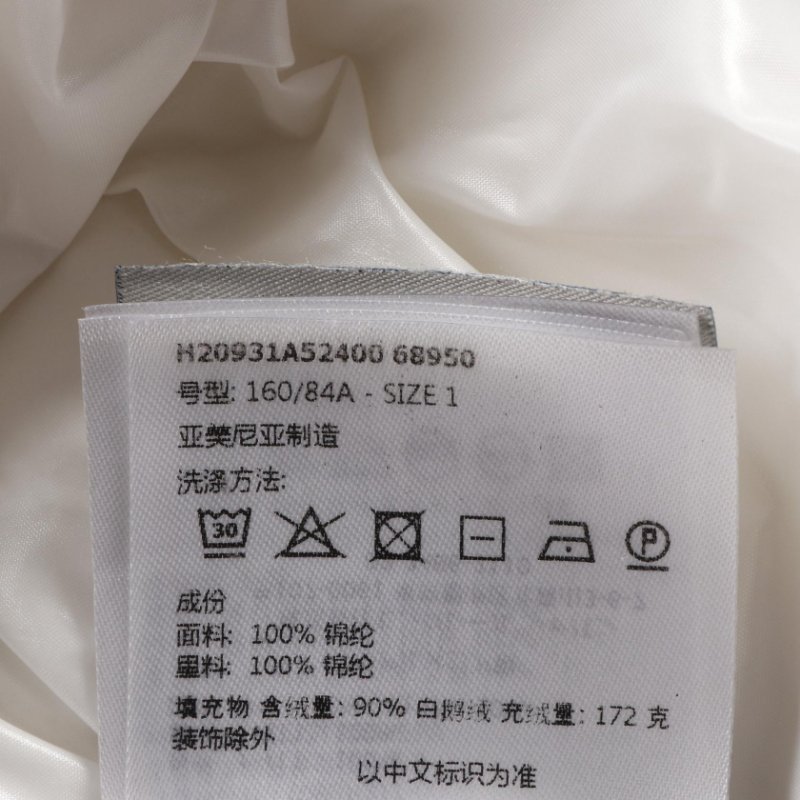 H20931A52400 68950
号型: 160/84A - SIZE 1
亚美尼亚制造
洗涤方法:
30 P
成份
面料: 100% 锦纶
里料: 100% 锦纶
填充物 含绒量: 90% 白鹅绒 充绒量: 172 克
装饰除外
以中文标识为准